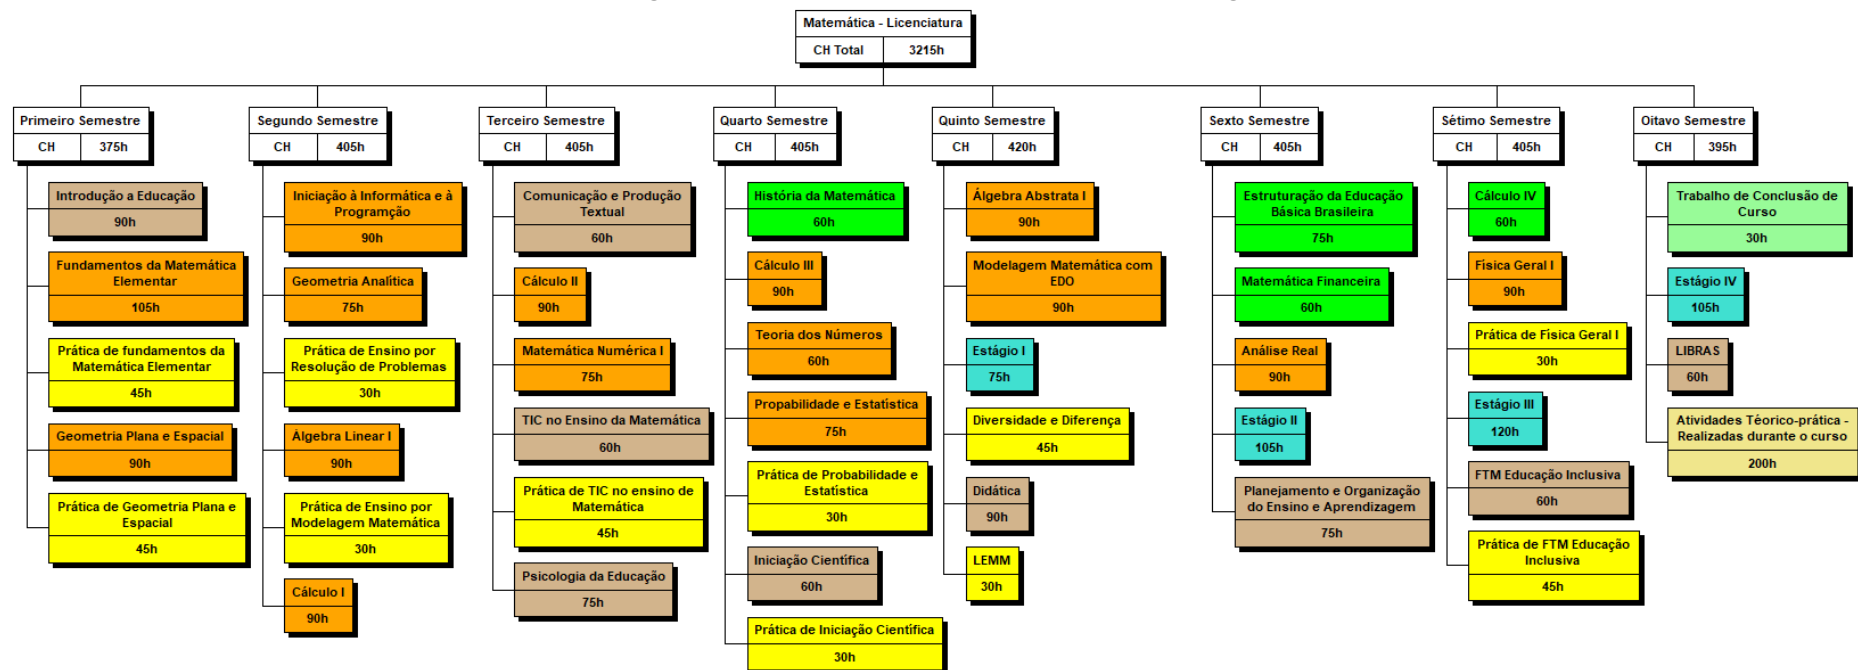 Matemática - Licenciatura
CH Total 3215h
Primeiro Semestre
CH 375h
Introdução a Educação
90h
Fundamentos da Matemática
Elementar
105h
Prática de fundamentos da
Matemática Elementar
45h
Geometria Plana e Espacial
90h
Prática de Geometria Plana e
Espacial
45h
Segundo Semestre
CH 405h
Iniciação à Informática e à
Programção
90h
Geometria Analítica
75h
Prática de Ensino por
Resolução de Problemas
30h
Álgebra Linear I
90h
Prática de Ensino por
Modelagem Matemática
30h
Cálculo I
90h
Terceiro Semestre
CH 405h
Comunicação e Produção
Textual
60h
Cálculo II
90h
Matemática Numérica I
75h
TIC no Ensino da Matemática
60h
Prática de TIC no ensino de
Matemática
45h
Psicologia da Educação
75h
Quarto Semestre
CH 405h
História da Matemática
60h
Cálculo III
90h
Teoria dos Números
60h
Propabilidade e Estatística
75h
Prática de Probabilidade e
Estatística
30h
Iniciação Científica
60h
Prática de Iniciação Científica
30h
Quinto Semestre
CH 420h
Álgebra Abstrata I
90h
Modelagem Matemática com
EDO
90h
Estágio I
75h
Diversidade e Diferença
45h
Didática
90h
LEMM
30h
Sexto Semestre
CH 405h
Estruturação da Educação
Básica Brasileira
75h
Matemática Financeira
60h
Análise Real
90h
Estágio II
105h
Planejamento e Organização
do Ensino e Aprendizagem
75h
Sétimo Semestre
CH 405h
Cálculo IV
60h
Física Geral I
90h
Prática de Física Geral I
30h
Estágio III
120h
FTM Educação Inclusiva
60h
Prática de FTM Educação
Inclusiva
45h
Oitavo Semestre
CH 395h
Trabalho de Conclusão de
Curso
30h
Estágio IV
105h
LIBRAS
60h
Atividades Téorico-prática -
Realizadas durante o curso
200h